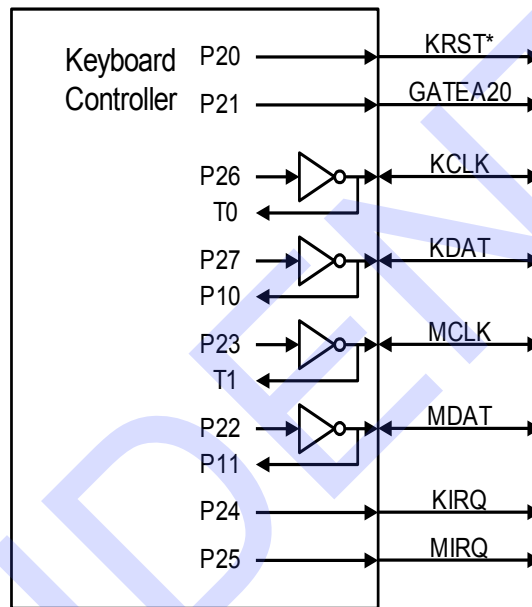 Keyboard
Controller
P20
KRST*
P21
GATEA20
P26
KCLK
T0
P27
KDAT
P10
P23
MCLK
T1
P22
MDAT
P11
P24
KIRQ
P25
MIRQ